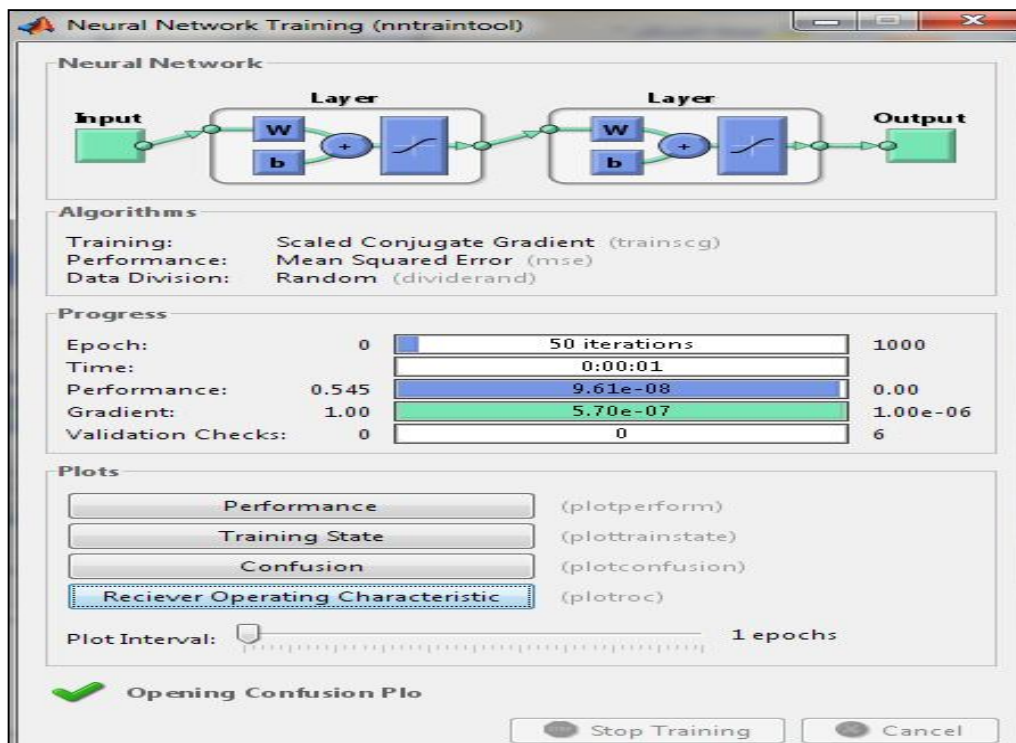 Neural Network Training (nntraintool)
Neural Network
Layer Layer
Input Output
W W
+ +
b b
Algorithms
Training: Scaled Conjugate Gradient (trainscg)
Performance: Mean Squared Error (mse)
Data Division: Random (dividerand)
Progress
Epoch: 0 50 iterations 1000
Time: 0:00:01
Performance: 0.545 9.61e-08 0.00
Gradient: 1.00 5.70e-07 1.00e-06
Validation Checks: 0 0 6
Plots
Performance (plotperform)
Training State (plottrainstate)
Confusion (plotconfusion)
Reciever Operating Characteristic (plotroc)
Plot Interval: 1 epochs
Opening Confusion Plo
Stop Training Cancel